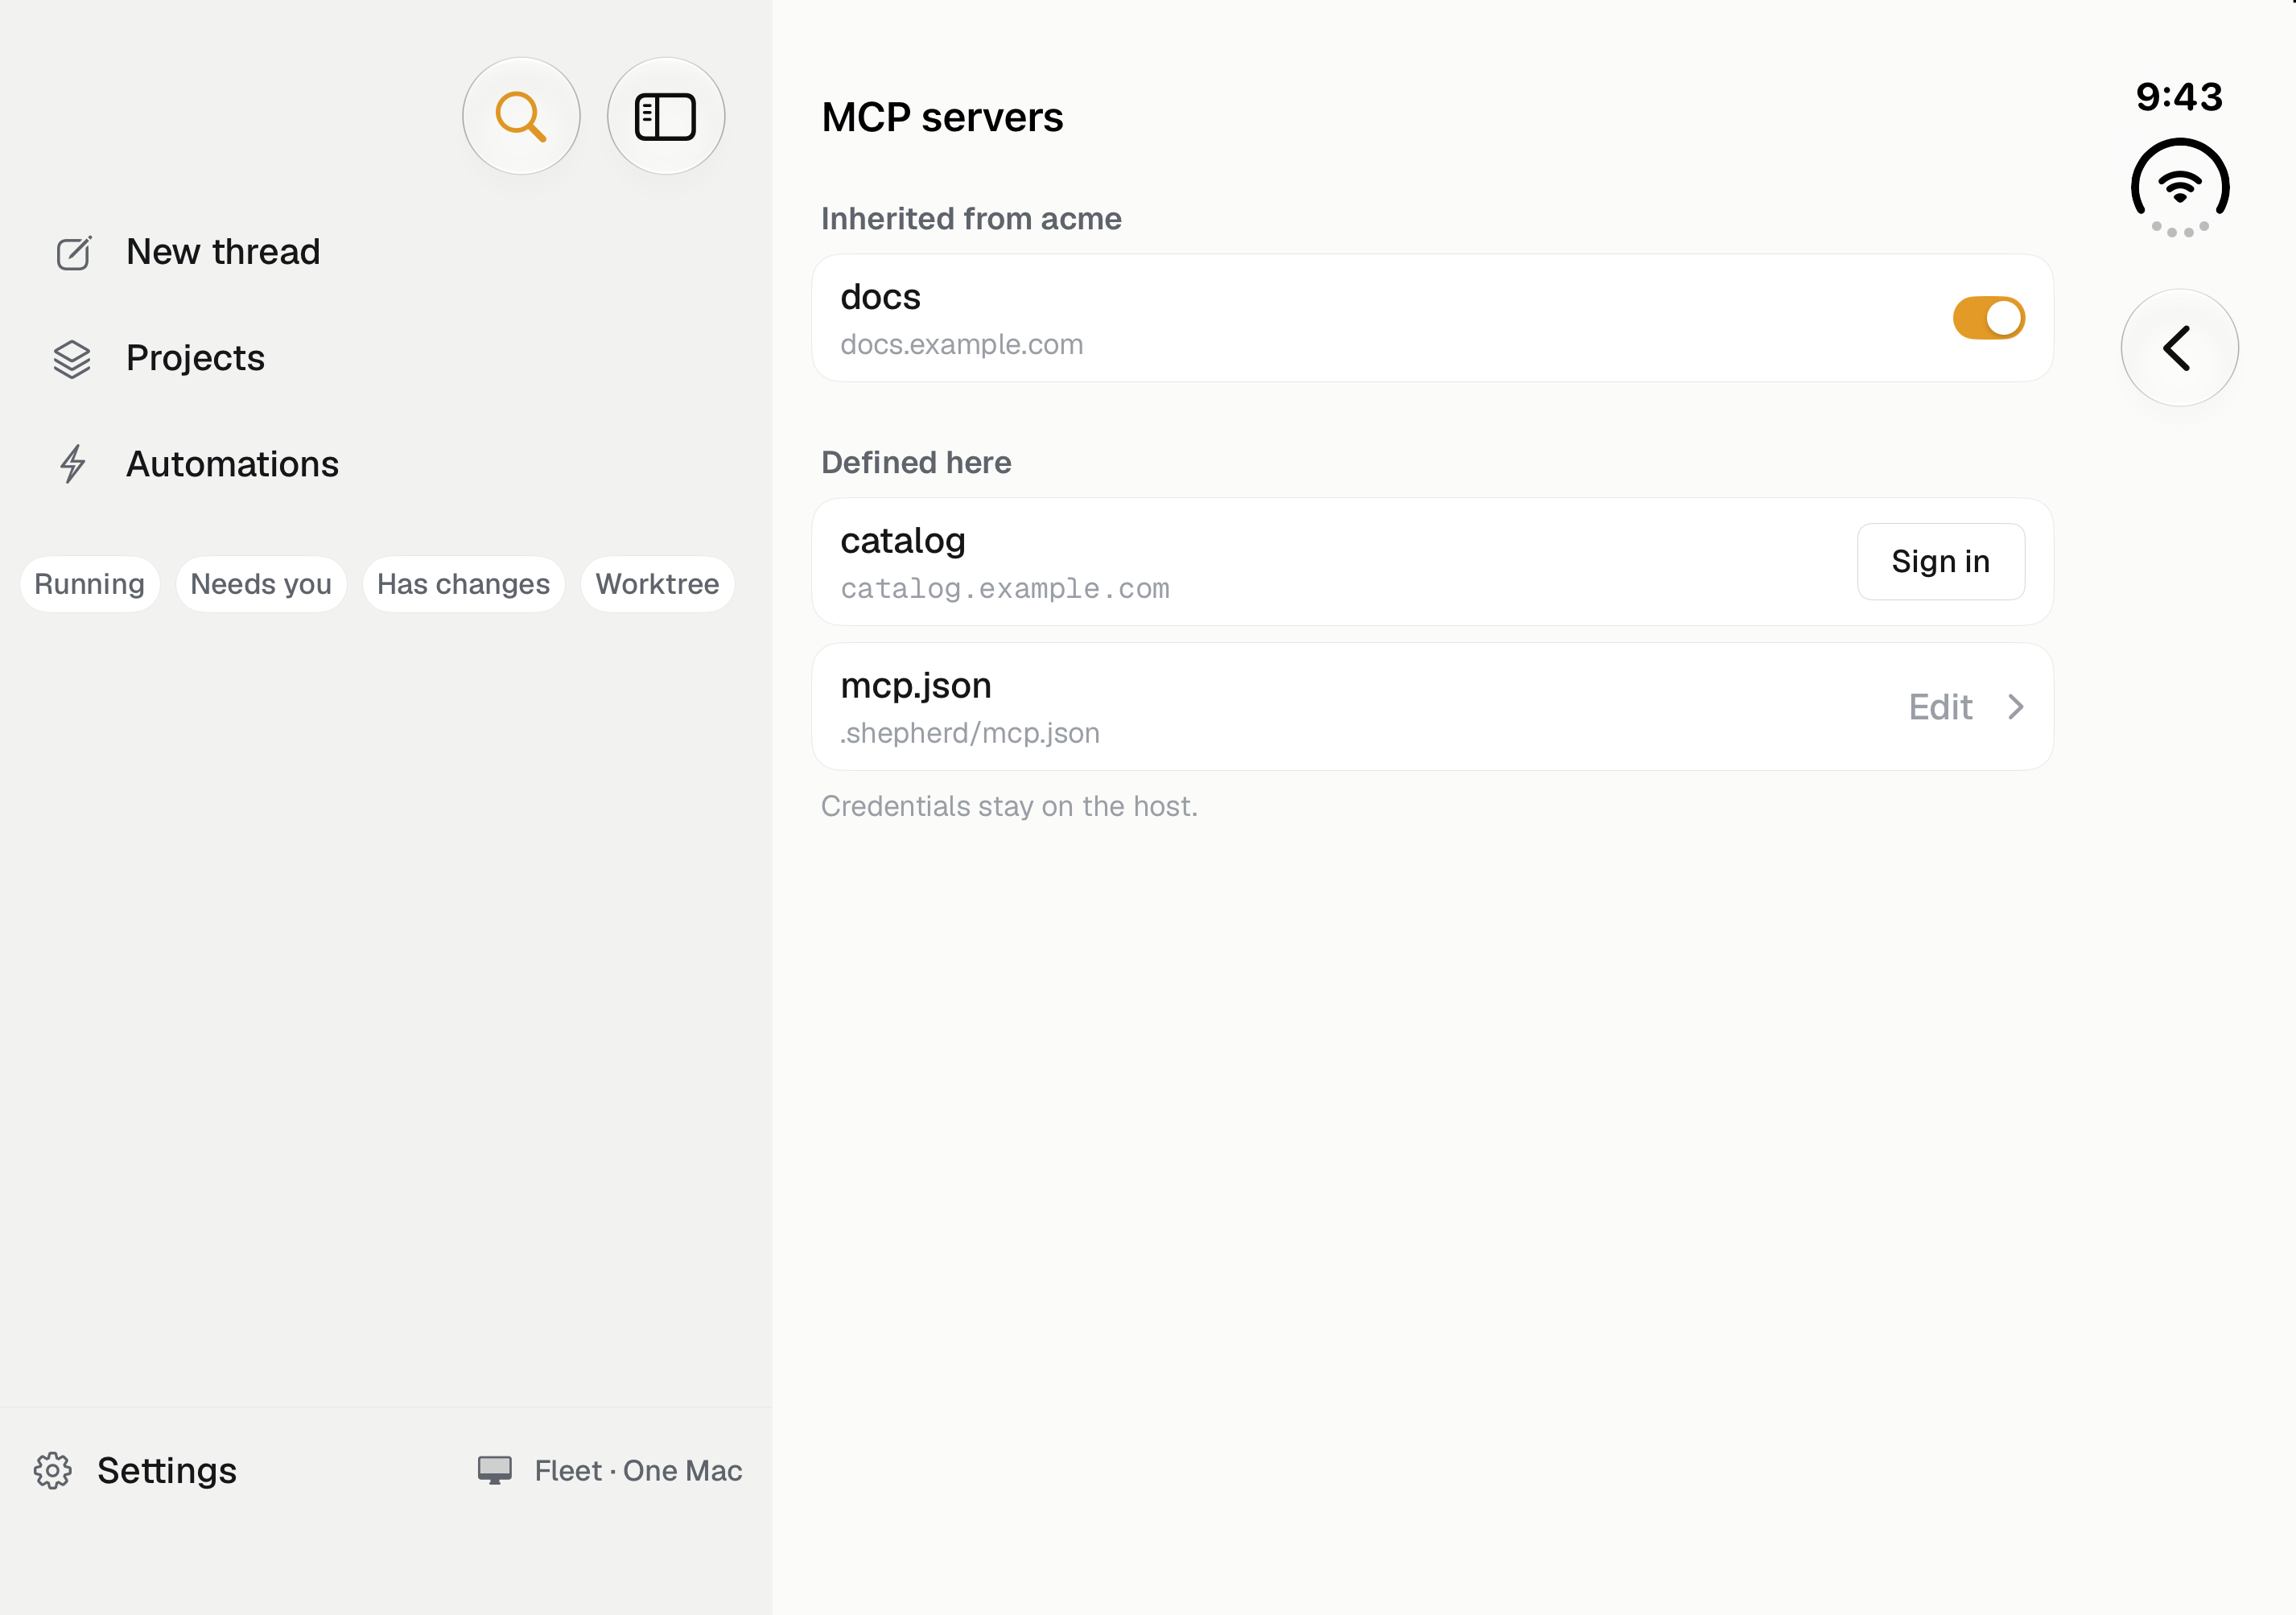 New thread
Projects
Automations
Running
Needs you
Has changes
Worktree
Settings
Fleet · One Mac
MCP servers
Inherited from acme
docs
docs.example.com
Defined here
catalog
catalog.example.com
Sign in
mcp.json
.shepherd/mcp.json
Edit
Credentials stay on the host.
9:43